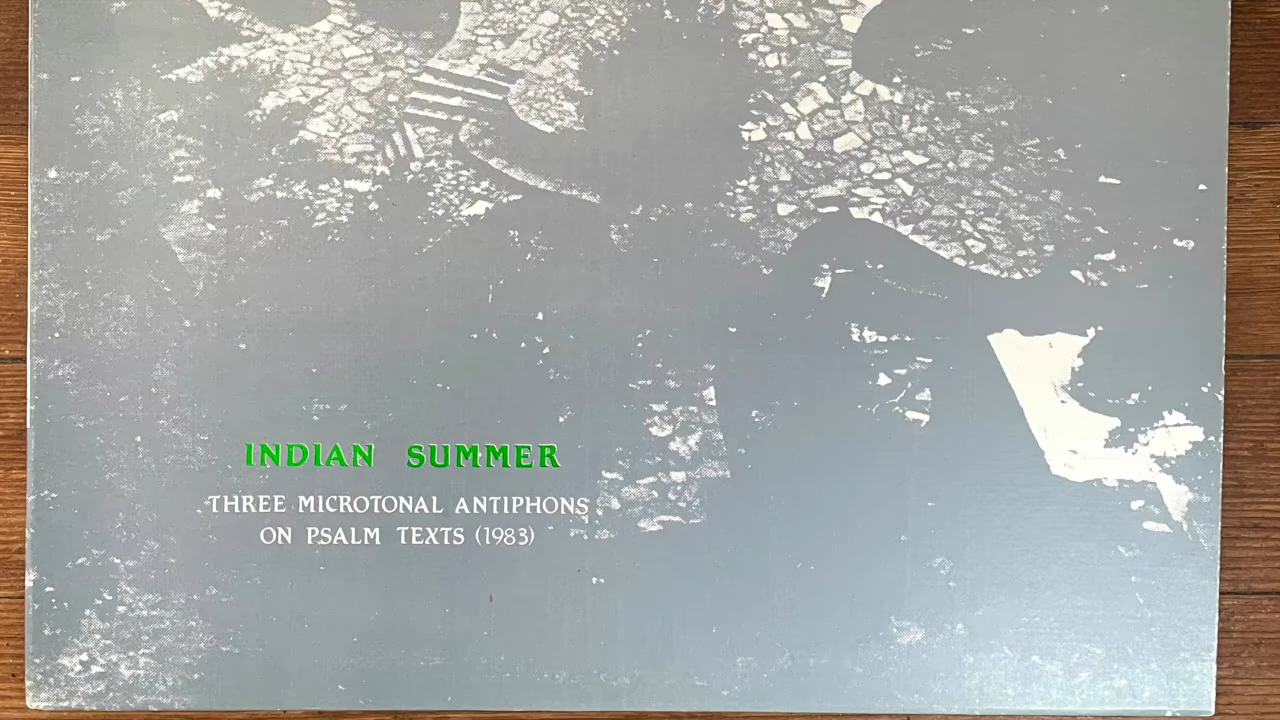 INDIAN SUMMER
THREE MICROTONAL ANTIPHONS
ON PSALM TEXTS (1983)